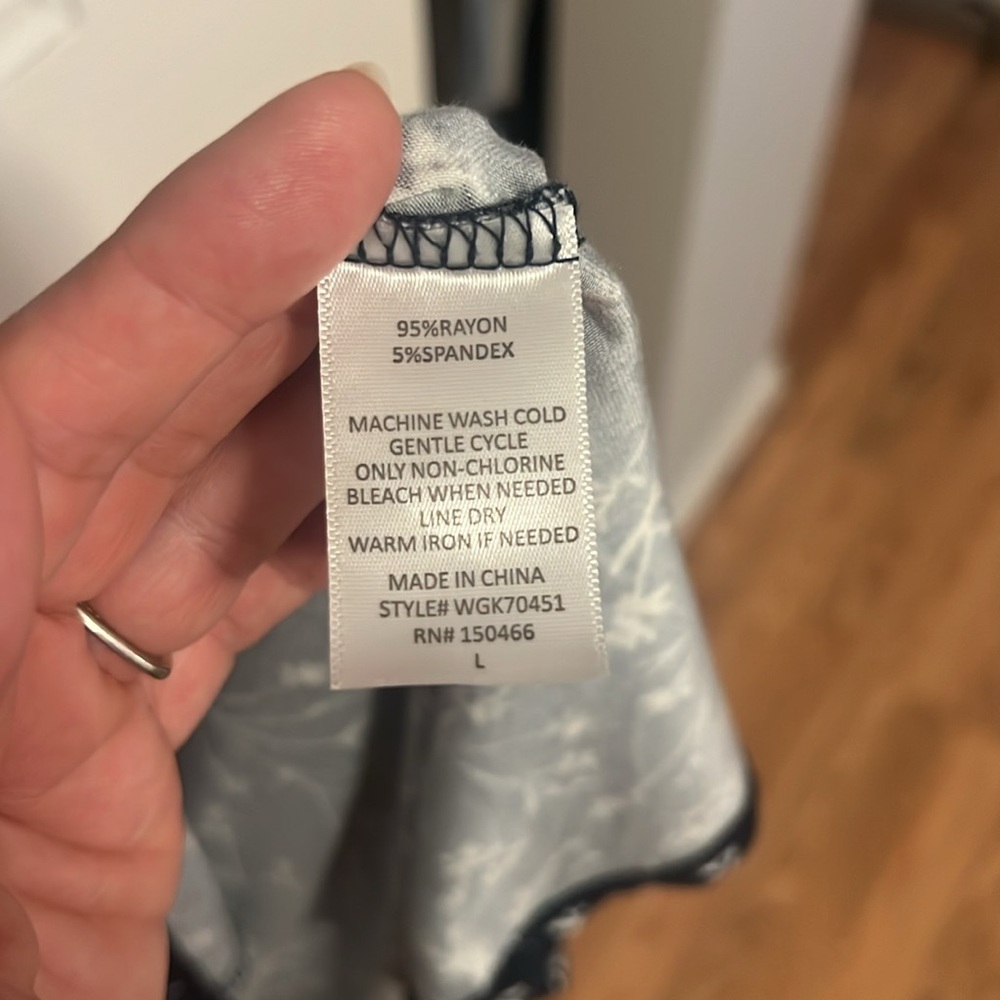 95%RAYON
5%SPANDEX
MACHINE WASH COLD
GENTLE CYCLE
ONLY NON-CHLORINE
BLEACH WHEN NEEDED
LINE DRY
WARM IRON IF NEEDED
MADE IN CHINA
STYLE# WGK70451
RN# 150466
L